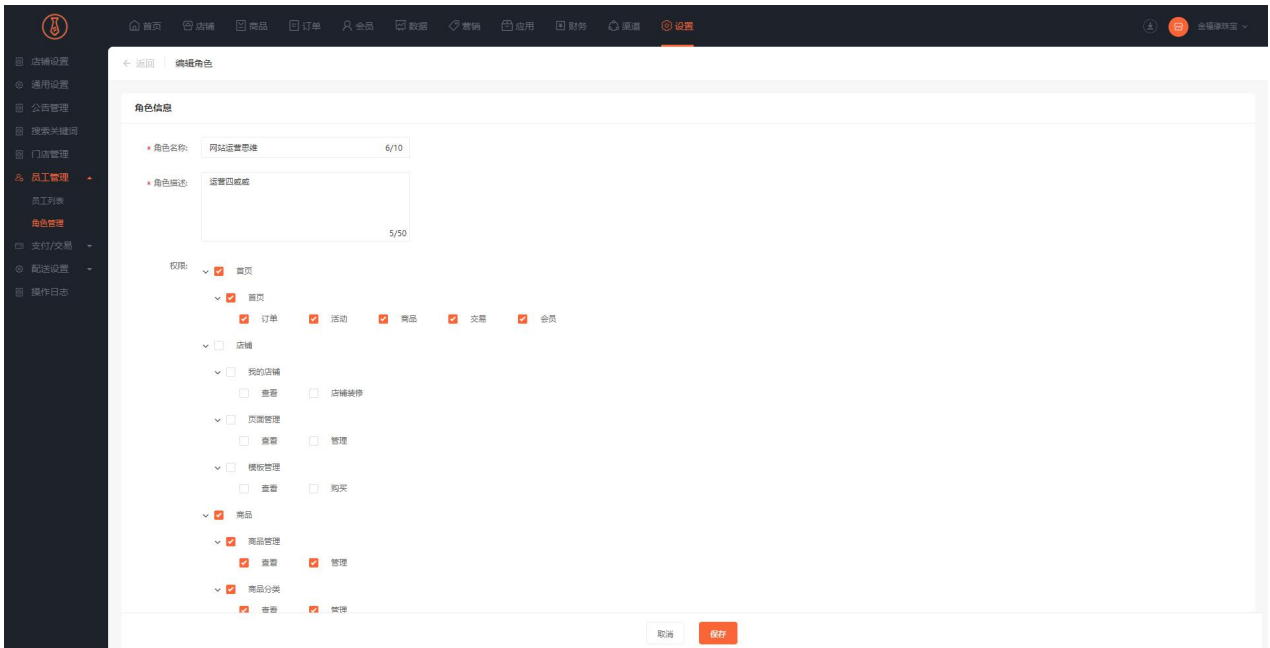 首页 店铺 商品 订单 会员 数据 营销 应用 财务 渠道 设置 金福缘珠宝
店铺设置
通用设置
公告管理
搜索关键词
门店管理
员工管理
员工列表
角色管理
支付/交易
配送设置
操作日志
返回 编辑角色
角色信息
* 角色名称: 网站运营思维 6/10
* 角色描述: 运营四威威
5/50
权限: 首页
首页
订单 活动 商品 交易 会员
店铺
我的店铺
查看 店铺装修
页面管理
查看 管理
模板管理
查看 购买
商品
商品管理
查看 管理
商品分类
查看 管理
取消 保存